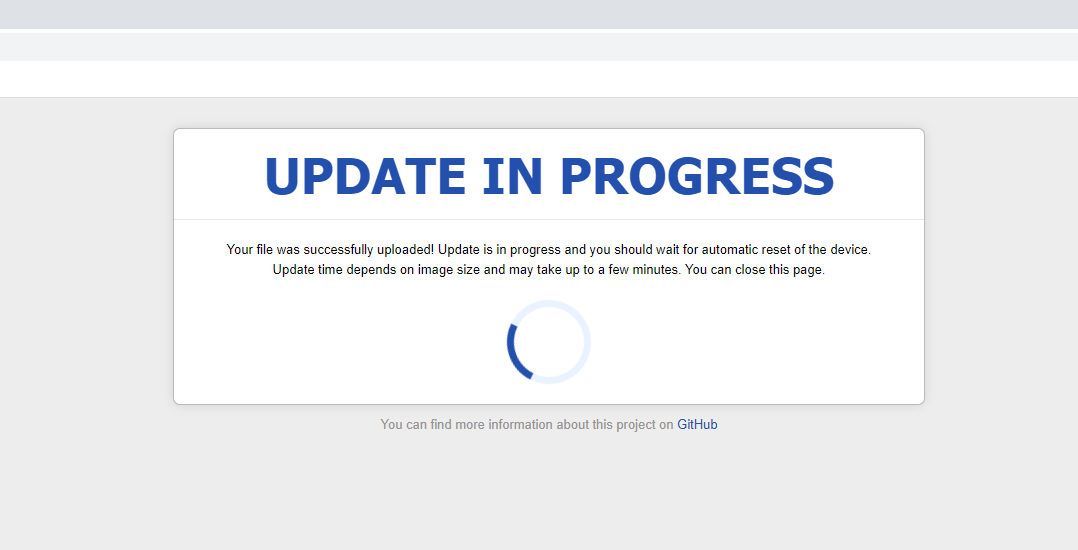 UPDATE IN PROGRESS
Your file was successfully uploaded! Update is in progress and you should wait for automatic reset of the device.
Update time depends on image size and may take up to a few minutes. You can close this page.
You can find more information about this project on GitHub